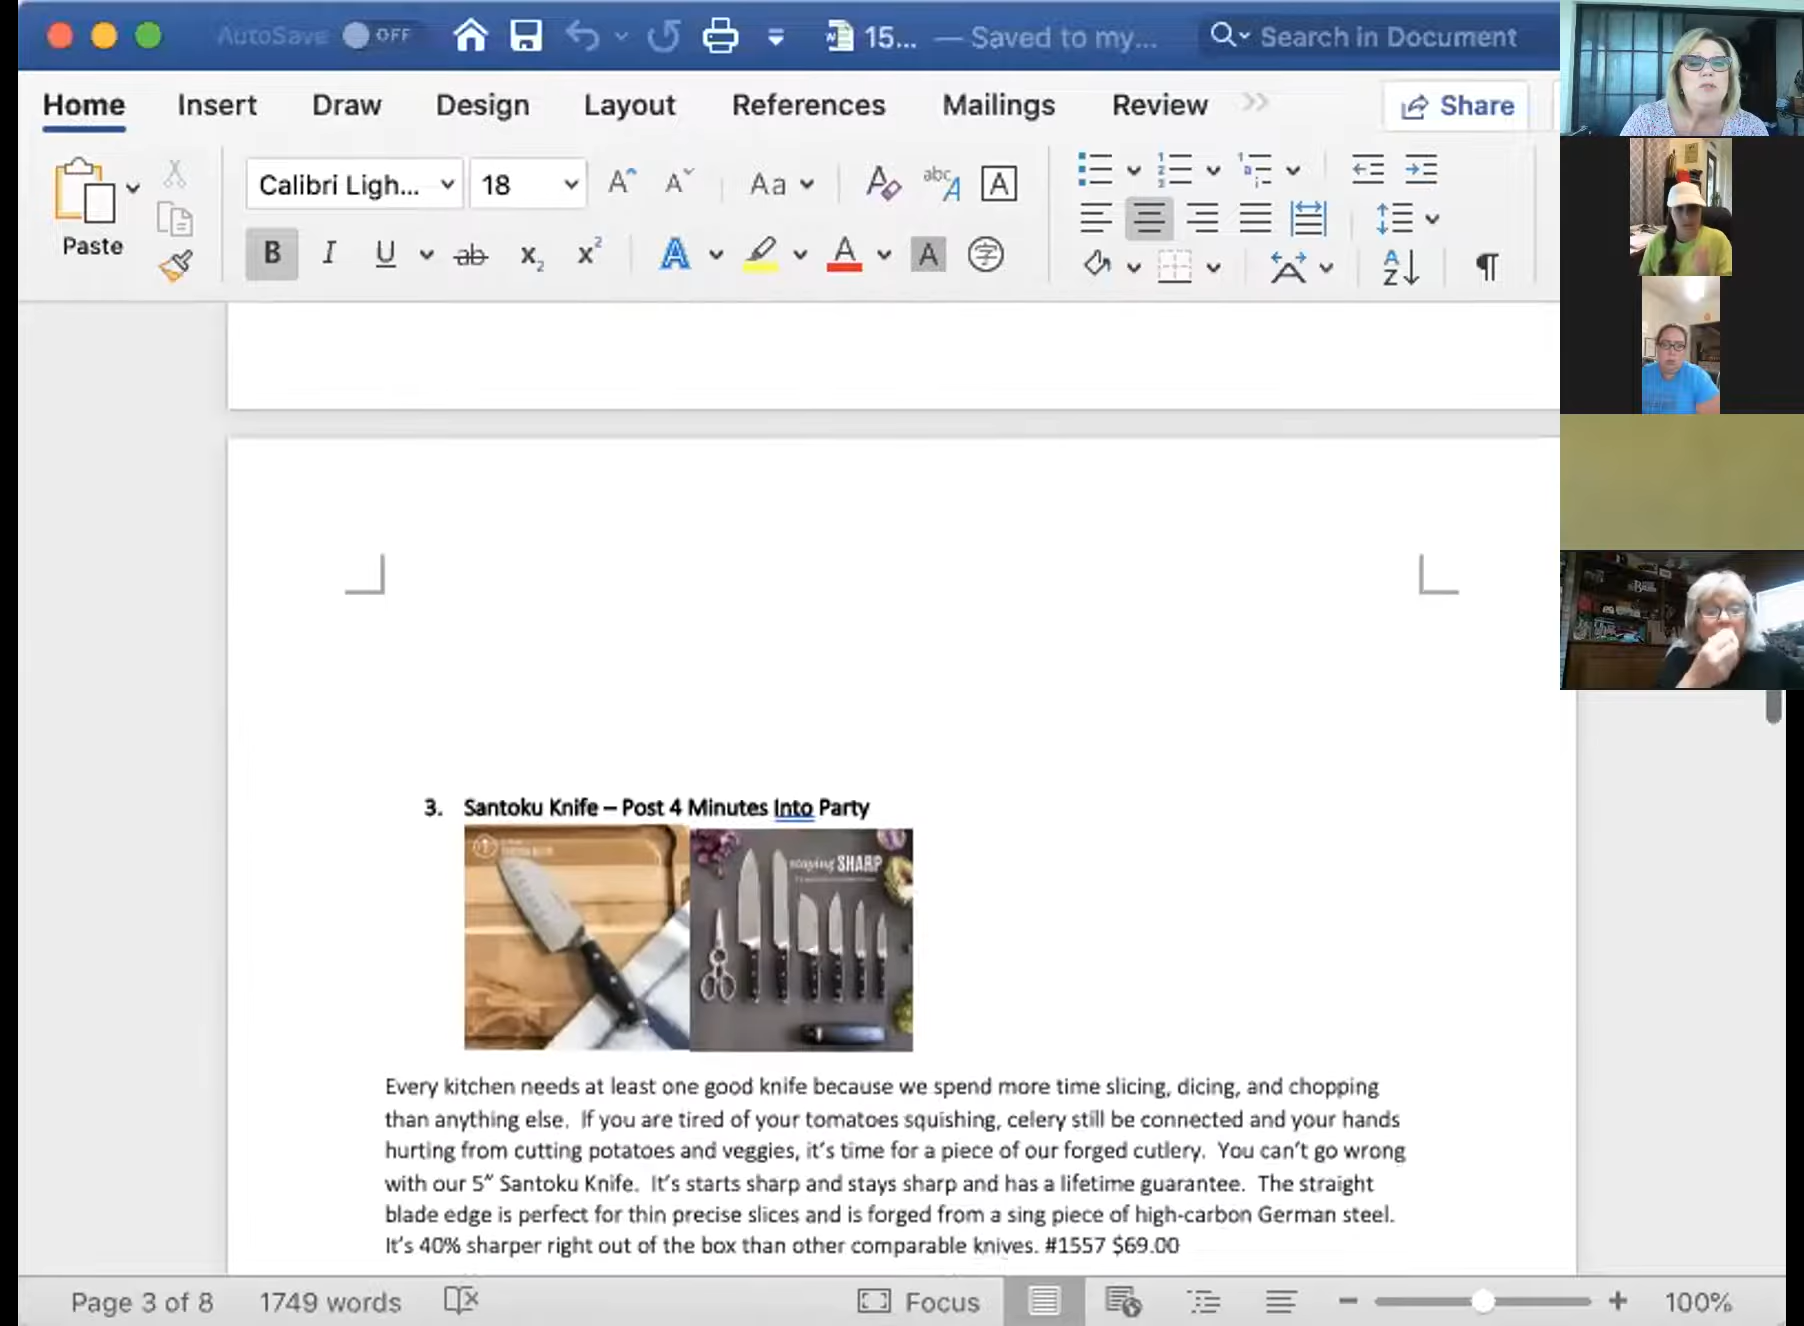 AutoSave OFF 15... — Saved to my... Search in Document
Home Insert Draw Design Layout References Mailings Review Share
Paste Calibri Ligh... 18
Aa
abc A A
B I U ab x₂ x² A A A 字
A Z ¶
3. Santoku Knife – Post 4 Minutes Into Party
staying SHARP
Every kitchen needs at least one good knife because we spend more time slicing, dicing, and chopping
than anything else. If you are tired of your tomatoes squishing, celery still be connected and your hands
hurting from cutting potatoes and veggies, it's time for a piece of our forged cutlery. You can't go wrong
with our 5” Santoku Knife. It's starts sharp and stays sharp and has a lifetime guarantee. The straight
blade edge is perfect for thin precise slices and is forged from a sing piece of high-carbon German steel.
It's 40% sharper right out of the box than other comparable knives. #1557 $69.00
Page 3 of 8 1749 words Focus 100%